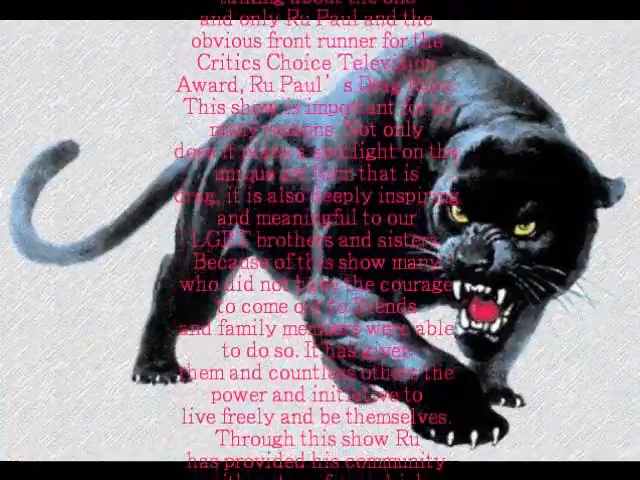 talking about the one
and only Ru Paul and the
obvious front runner for the
Critics Choice Television
Award, Ru Paul's Drag Race.
This show is important for so
many reasons. Not only
does it place a spotlight on the
unique art form that is
drag, it is also deeply inspiring
and meaningful to our
LGBT brothers and sisters.
Because of this show many
who did not have the courage
to come out to friends
and family members were able
to do so. It has given
them and countless others the
power and initiative to
live freely and be themselves.
Through this show Ru
has provided his community